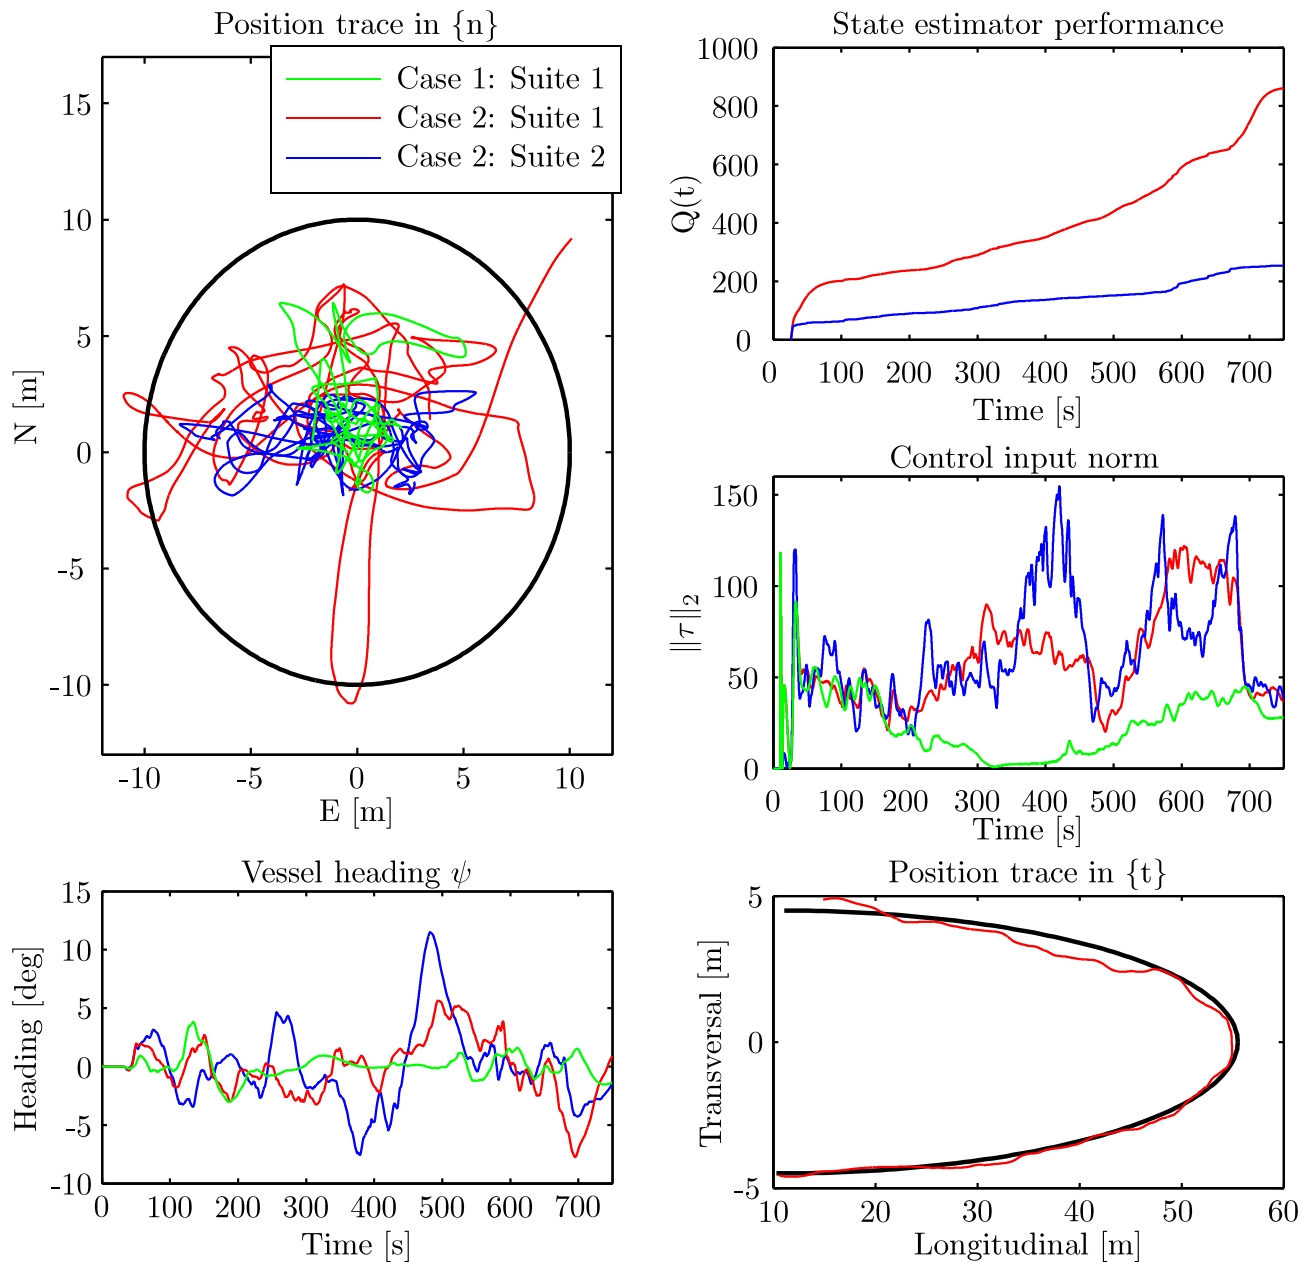 Position trace in {n}
Case 1: Suite 1
Case 2: Suite 1
Case 2: Suite 2
15
10
5
0
-5
-10
N [m]
-10 -5 0 5 10
E [m]
State estimator performance
1000
800
600
400
200
0
Q(t)
0 100 200 300 400 500 600 700
Time [s]
Control input norm
150
100
50
0
||τ||₂
0 100 200 300 400 500 600 700
Time [s]
Vessel heading ψ
15
10
5
0
-5
-10
Heading [deg]
0 100 200 300 400 500 600 700
Time [s]
Position trace in {t}
5
0
-5
Transversal [m]
10 20 30 40 50 60
Longitudinal [m]